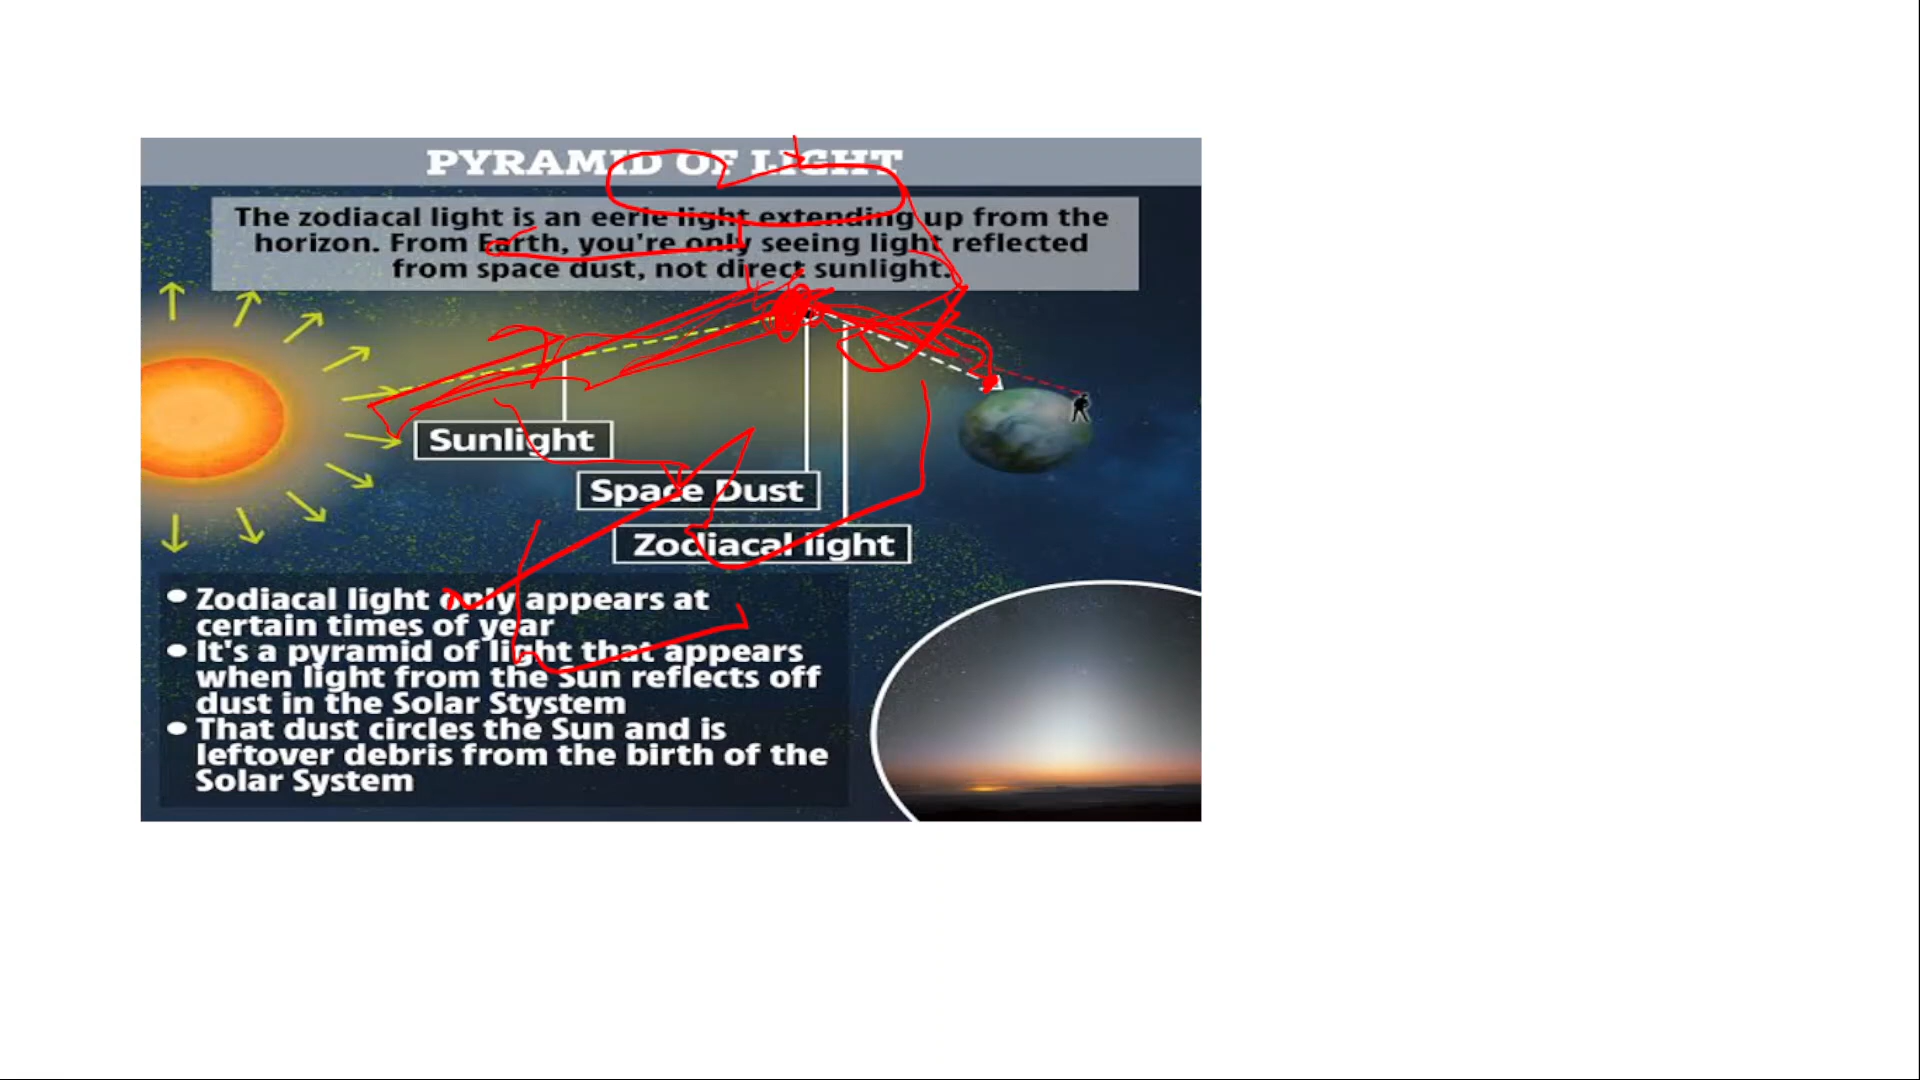 PYRAMID OF LIGHT
The zodiacal light is an eerie light extending up from the
horizon. From Earth, you're only seeing light reflected
from space dust, not direct sunlight.
Sunlight
Space Dust
Zodiacal light
• Zodiacal light only appears at
certain times of year
• It's a pyramid of light that appears
when light from the Sun reflects off
dust in the Solar Stystem
• That dust circles the Sun and is
leftover debris from the birth of the
Solar System